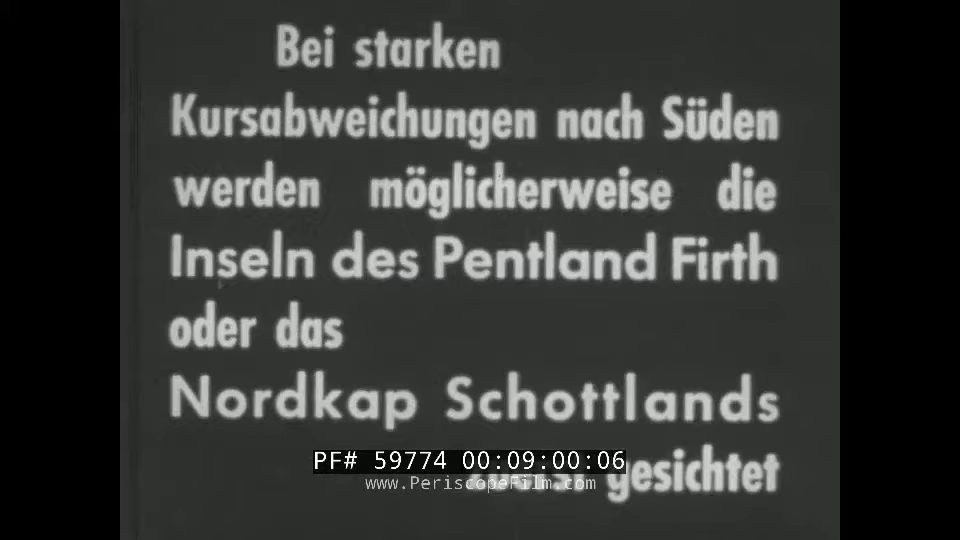 Bei starken
Kursabweichungen nach Süden
werden möglicherweise die
Inseln des Pentland Firth
oder das
Nordkap Schottlands
gesichtet
PF# 59774 00:09:00:06
www.PeriscopeFilm.com